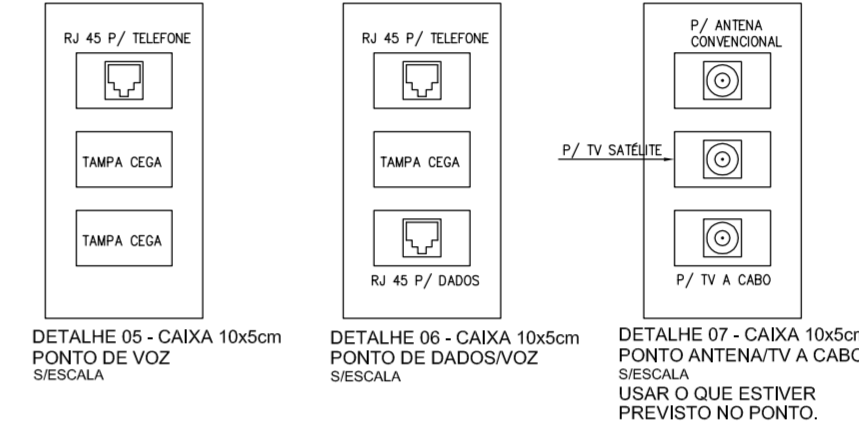 RJ 45 P/ TELEFONE
TAMPA CEGA
TAMPA CEGA
DETALHE 05 - CAIXA 10x5cm
PONTO DE VOZ
S/ESCALA
RJ 45 P/ TELEFONE
TAMPA CEGA
RJ 45 P/ DADOS
DETALHE 06 - CAIXA 10x5cm
PONTO DE DADOS/VOZ
S/ESCALA
P/ ANTENA
CONVENCIONAL
P/ TV SATÉLITE
P/ TV A CABO
DETALHE 07 - CAIXA 10x5cm
PONTO ANTENA/TV A CABO
S/ESCALA
USAR O QUE ESTIVER
PREVISTO NO PONTO.